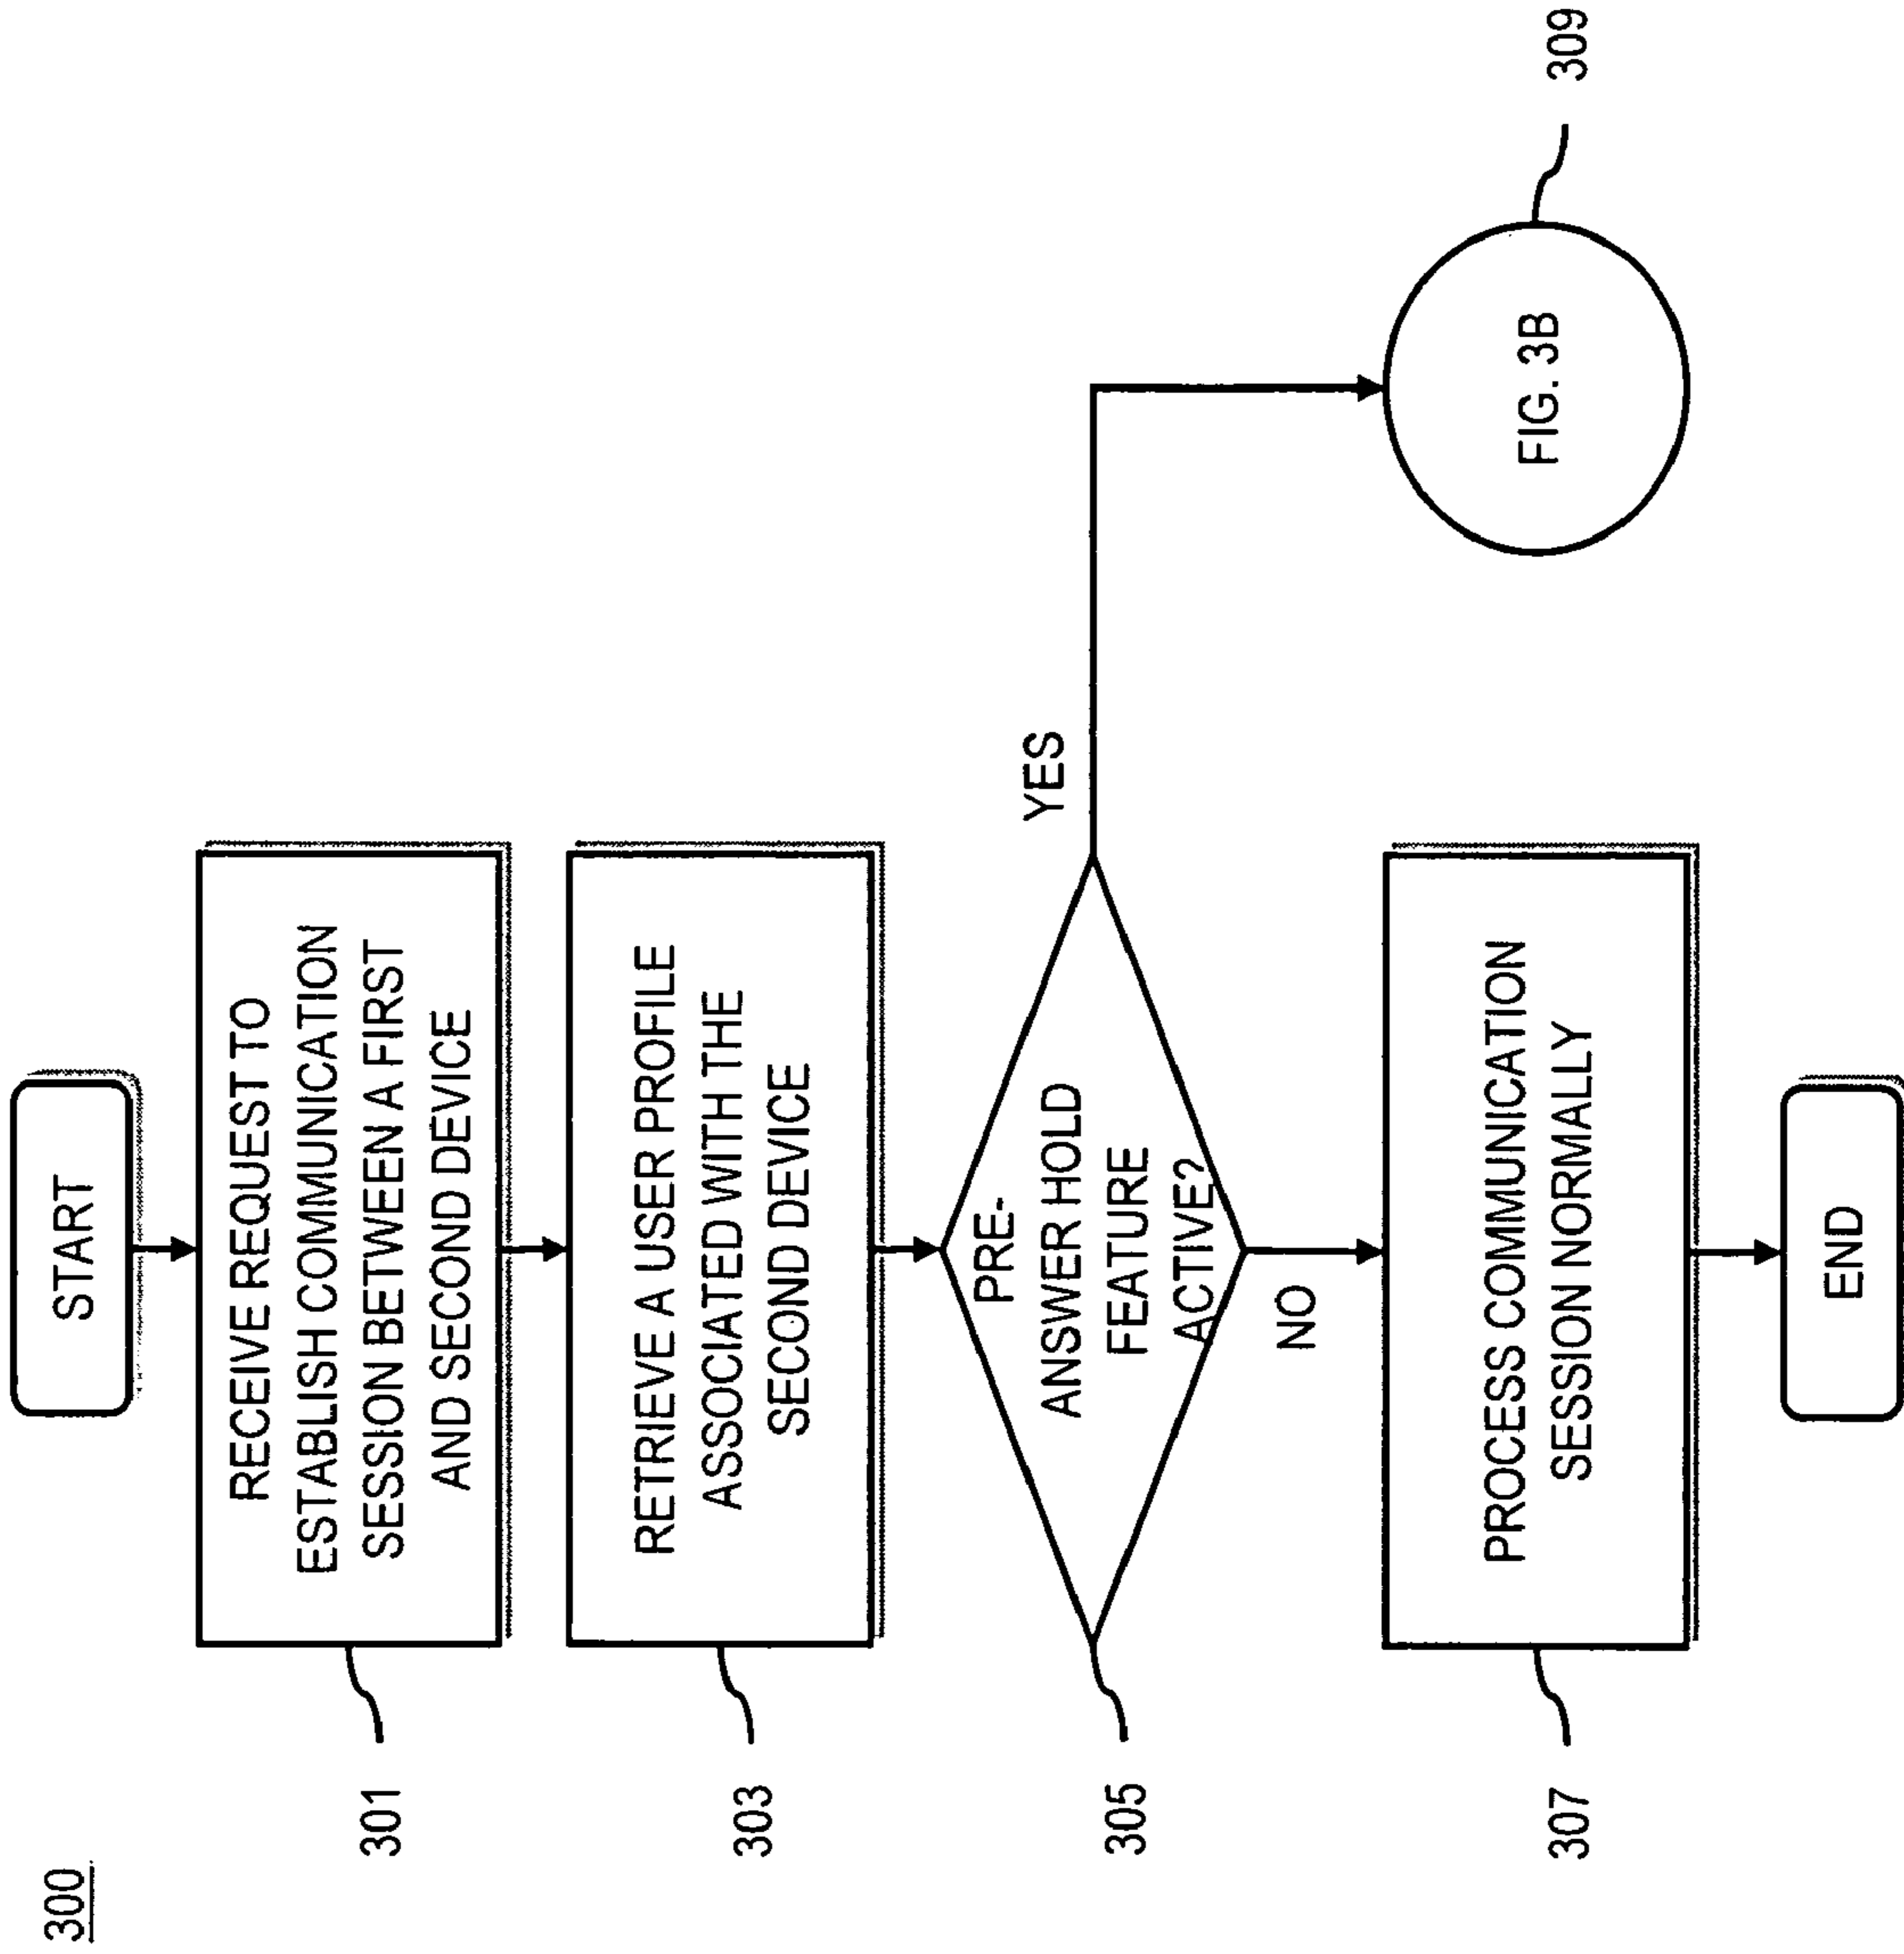 300
START
301
RECEIVE REQUEST TO
ESTABLISH COMMUNICATION
SESSION BETWEEN A FIRST
AND SECOND DEVICE
303
RETRIEVE A USER PROFILE
ASSOCIATED WITH THE
SECOND DEVICE
305
PRE-
ANSWER HOLD
FEATURE
ACTIVE?
YES
NO
307
PROCESS COMMUNICATION
SESSION NORMALLY
FIG. 3B
309
END